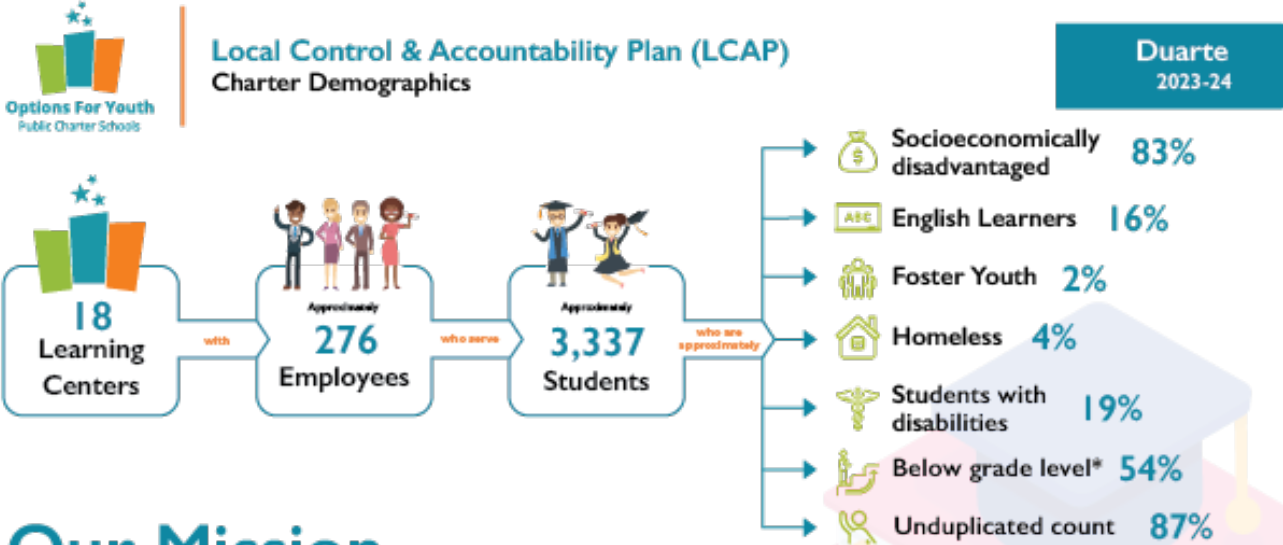 Options For Youth
Public Charter Schools
Local Control & Accountability Plan (LCAP)
Charter Demographics
Duarte
2023-24
18
Learning
Centers
with
Approximately
276
Employees
who serve
Approximately
3,337
Students
who are
approximately
Socioeconomically
disadvantaged
83%
ABC
English Learners 16%
Foster Youth 2%
Homeless 4%
Students with
disabilities
19%
Below grade level* 54%
Unduplicated count 87%
Our Mission